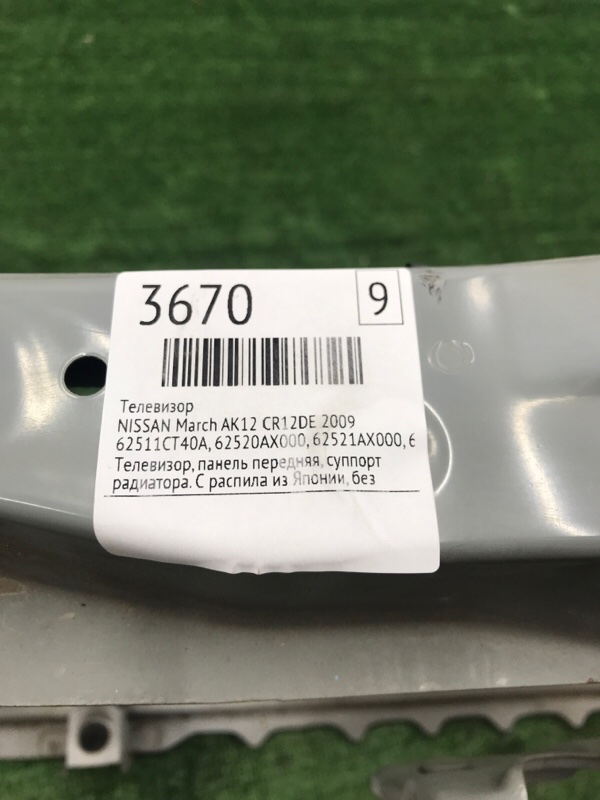 3670
9
Телевизор
NISSAN March AK12 CR12DE 2009
62511CT40A, 62520AX000, 62521AX000, 6
Телевизор, панель передняя, суппорт
радиатора. С распила из Японии, без